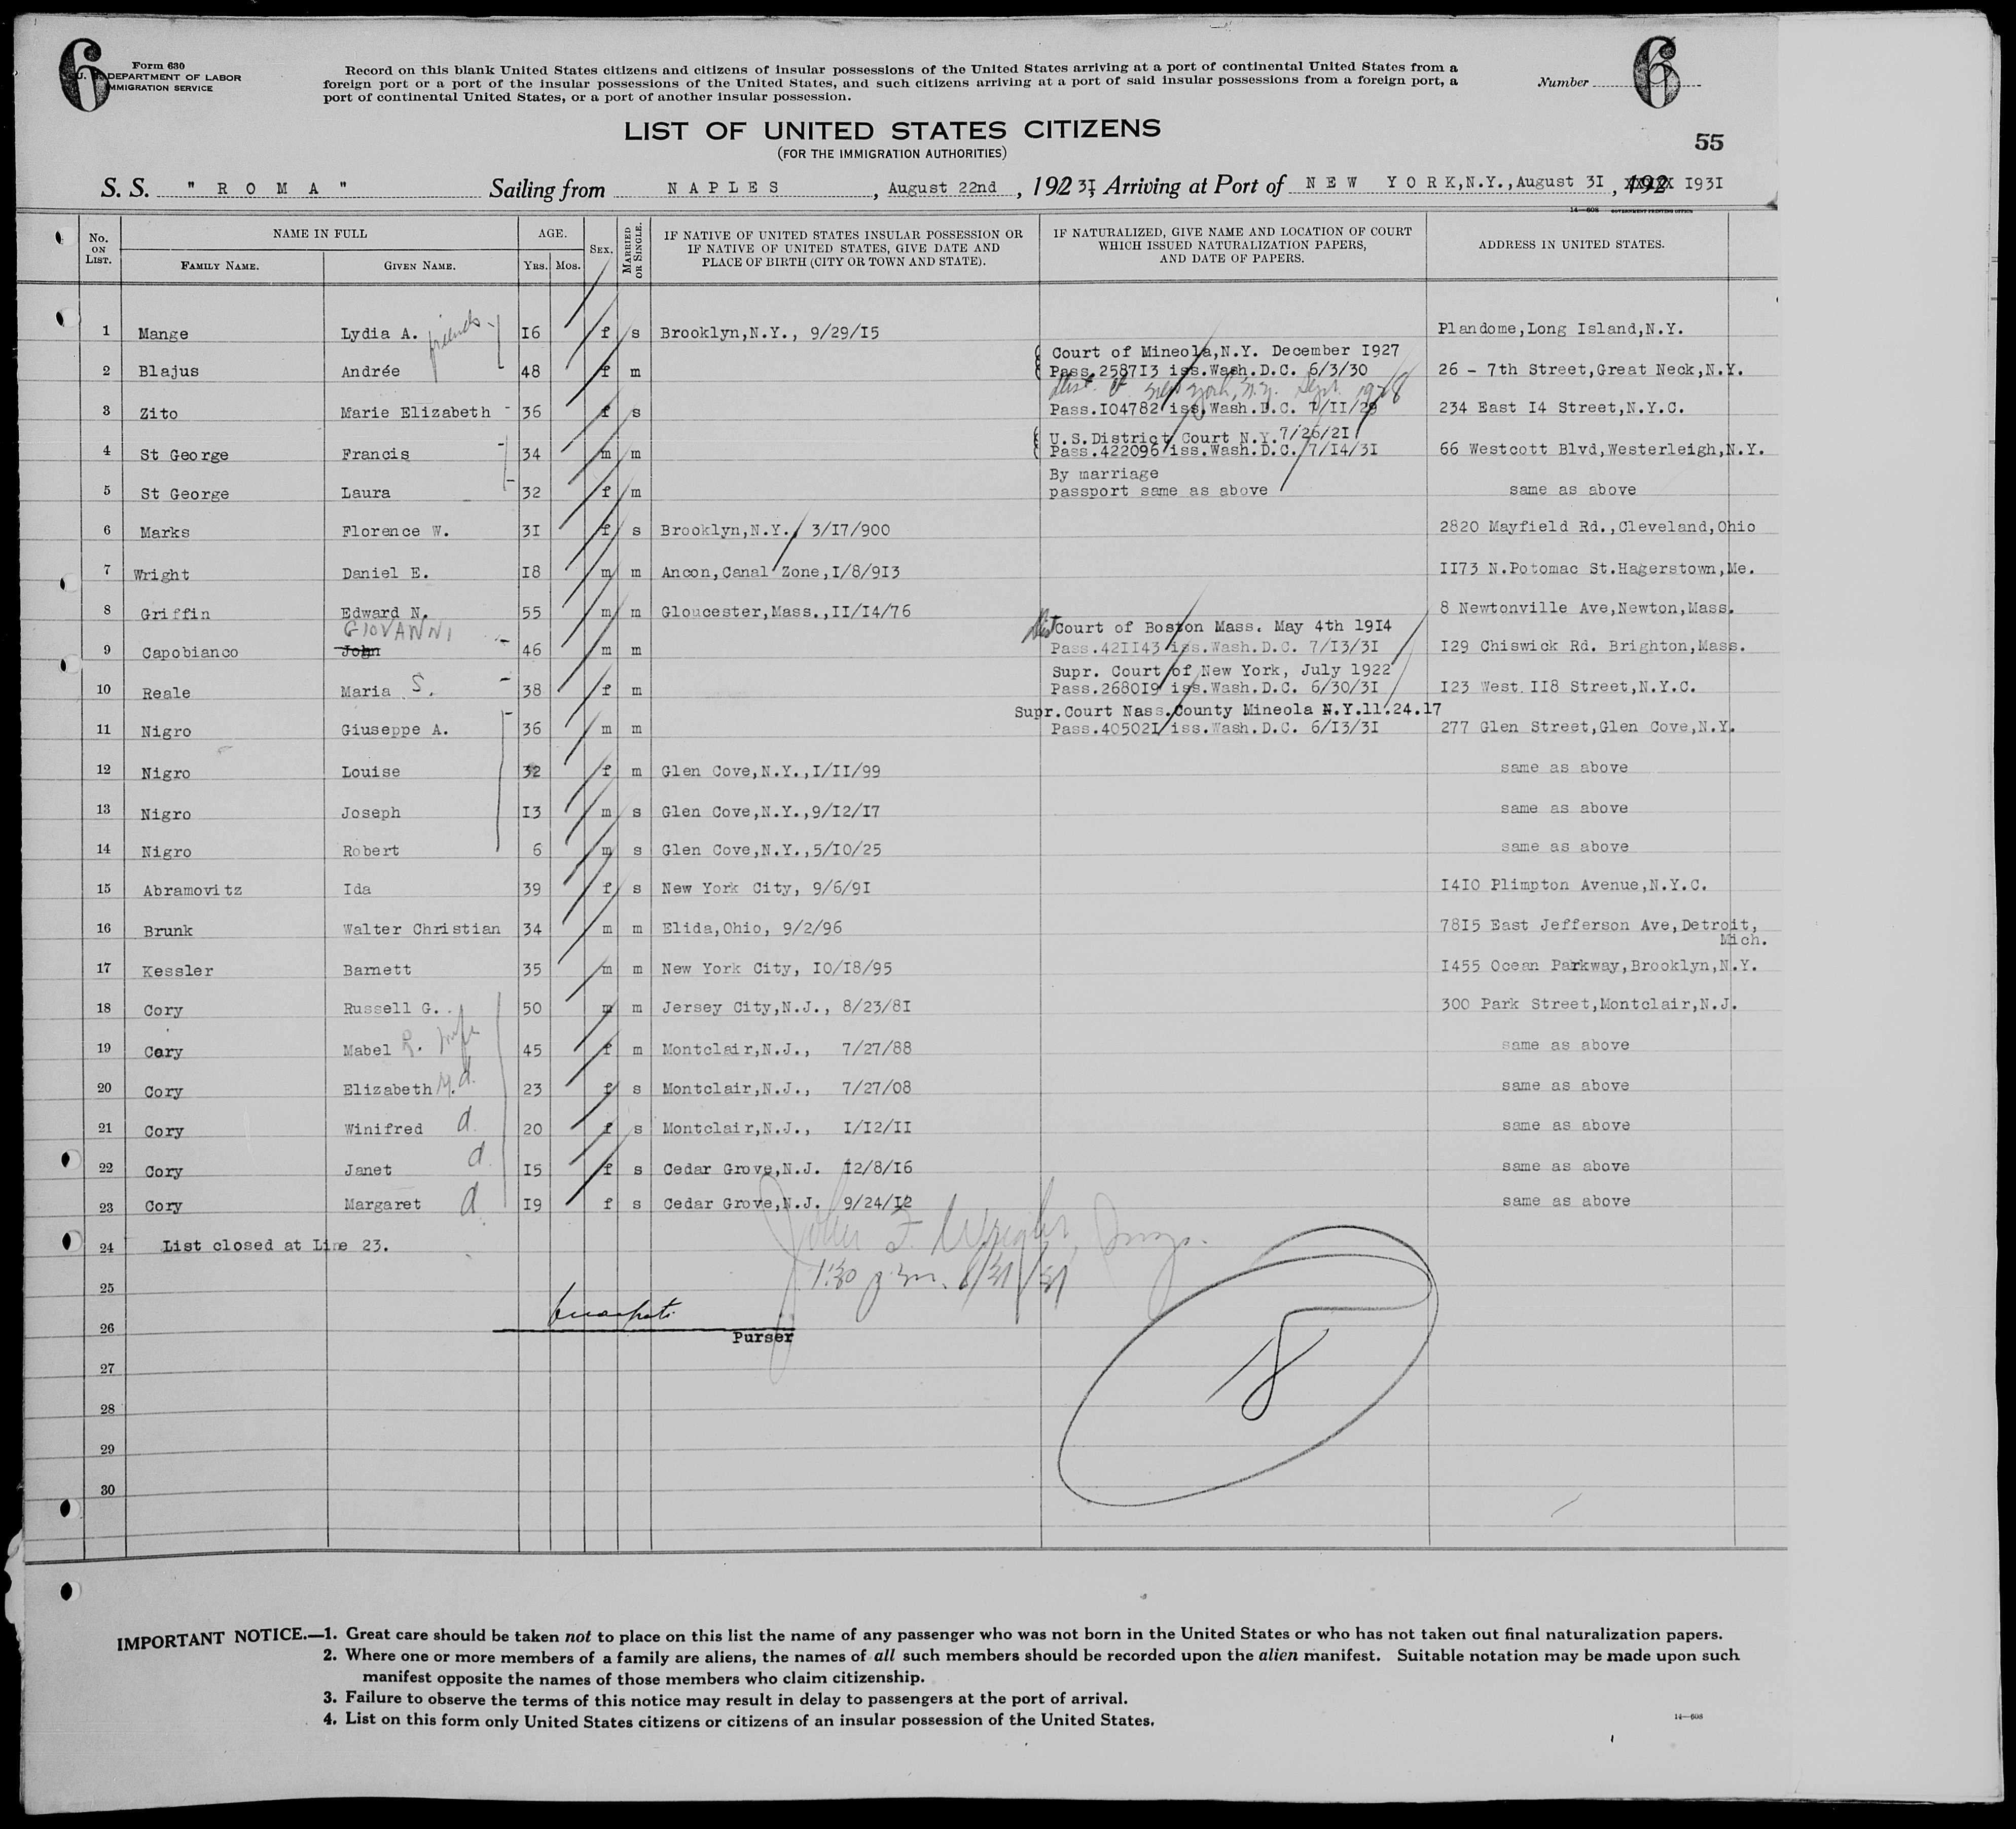 6
Form 630
U. S. DEPARTMENT OF LABOR
IMMIGRATION SERVICE
Record on this blank United States citizens and citizens of insular possessions of the United States arriving at a port of continental United States from a
foreign port or a port of the insular possessions of the United States, and such citizens arriving at a port of said insular possessions from a foreign port, a
port of continental United States, or a port of another insular possession.
Number 6
LIST OF UNITED STATES CITIZENS
(FOR THE IMMIGRATION AUTHORITIES)
55
S. S. "ROMA" Sailing from NAPLES, August 22nd, 192 31, Arriving at Port of NEW YORK,N.Y., August 31, 192 1931
14—608 GOVERNMENT PRINTING OFFICE
No. ON LIST. NAME IN FULL FAMILY NAME. GIVEN NAME. AGE. YRS. MOS. SEX. MARRIED OR SINGLE. IF NATIVE OF UNITED STATES INSULAR POSSESSION OR IF NATIVE OF UNITED STATES, GIVE DATE AND PLACE OF BIRTH (CITY OR TOWN AND STATE). IF NATURALIZED, GIVE NAME AND LOCATION OF COURT WHICH ISSUED NATURALIZATION PAPERS, AND DATE OF PAPERS. ADDRESS IN UNITED STATES.
1 Mange Lydia A. friends 16 f s Brooklyn,N.Y., 9/29/15 Plandome,Long Island,N.Y.
Court of Mineola,N.Y. December 1927
2 Blajus Andrée 48 f m Pass.258713 iss.Wash.D.C. 6/3/30 26 - 7th Street,Great Neck,N.Y.
Dist. Ct. New York, N.Y. Sept. 1928
3 Zito Marie Elizabeth - 36 f s Pass.104782 iss.Wash.D.C. 7/11/29 234 East 14 Street,N.Y.C.
U.S.District Court N.Y.7/26/21
4 St George Francis 34 m m Pass.422096 iss.Wash.D.C. 7/14/31 66 Westcott Blvd,Westerleigh,N.Y.
By marriage
5 St George Laura 32 f m passport same as above same as above
6 Marks Florence W. 31 f s Brooklyn,N.Y., 3/17/900 2820 Mayfield Rd.,Cleveland,Ohio
7 Wright Daniel E. 18 m m Ancon,Canal Zone,1/8/913 1173 N.Potomac St.Hagerstown,Me.
8 Griffin Edward N. 55 m m Gloucester,Mass.,11/14/76 8 Newtonville Ave,Newton,Mass.
GIOVANNI Dist Court of Boston Mass. May 4th 1914
9 Capobianco John 46 m m Pass.421143 iss.Wash.D.C. 7/13/31 129 Chiswick Rd. Brighton,Mass.
Supr. Court of New York, July 1922
10 Reale Maria S. - 38 f m Pass.268019 iss.Wash.D.C. 6/30/31 123 West 118 Street,N.Y.C.
Supr.Court Nass.County Mineola N.Y.11.24.17
11 Nigro Giuseppe A. 36 m m Pass.405021 iss.Wash.D.C. 6/13/31 277 Glen Street,Glen Cove,N.Y.
12 Nigro Louise 32 f m Glen Cove,N.Y.,1/11/99 same as above
13 Nigro Joseph 13 m s Glen Cove,N.Y.,9/12/17 same as above
14 Nigro Robert 6 m s Glen Cove,N.Y.,5/10/25 same as above
15 Abramovitz Ida 39 f s New York City, 9/6/91 1410 Plimpton Avenue,N.Y.C.
16 Brunk Walter Christian 34 m m Elida,Ohio, 9/2/96 7815 East Jefferson Ave,Detroit,
Mich.
17 Kessler Barnett 35 m m New York City, 10/18/95 1455 Ocean Parkway,Brooklyn,N.Y.
18 Cory Russell G. 50 m m Jersey City,N.J., 8/23/81 300 Park Street,Montclair,N.J.
19 Cory Mabel R. wife 45 f m Montclair,N.J., 7/27/88 same as above
20 Cory Elizabeth M. d. 23 f s Montclair,N.J., 7/27/08 same as above
21 Cory Winifred d. 20 f s Montclair,N.J., 1/12/11 same as above
22 Cory Janet d. 15 f s Cedar Grove,N.J. 12/8/16 same as above
23 Cory Margaret d. 19 f s Cedar Grove,N.J. 9/24/12 same as above
24 List closed at Line 23. John F. Wright, Insp.
25 1:30 p.m. 8/31/31
26 Purser
18
27
28
29
30
IMPORTANT NOTICE.—1. Great care should be taken not to place on this list the name of any passenger who was not born in the United States or who has not taken out final naturalization papers.
2. Where one or more members of a family are aliens, the names of all such members should be recorded upon the alien manifest. Suitable notation may be made upon such
manifest opposite the names of those members who claim citizenship.
3. Failure to observe the terms of this notice may result in delay to passengers at the port of arrival.
4. List on this form only United States citizens or citizens of an insular possession of the United States.
14—608